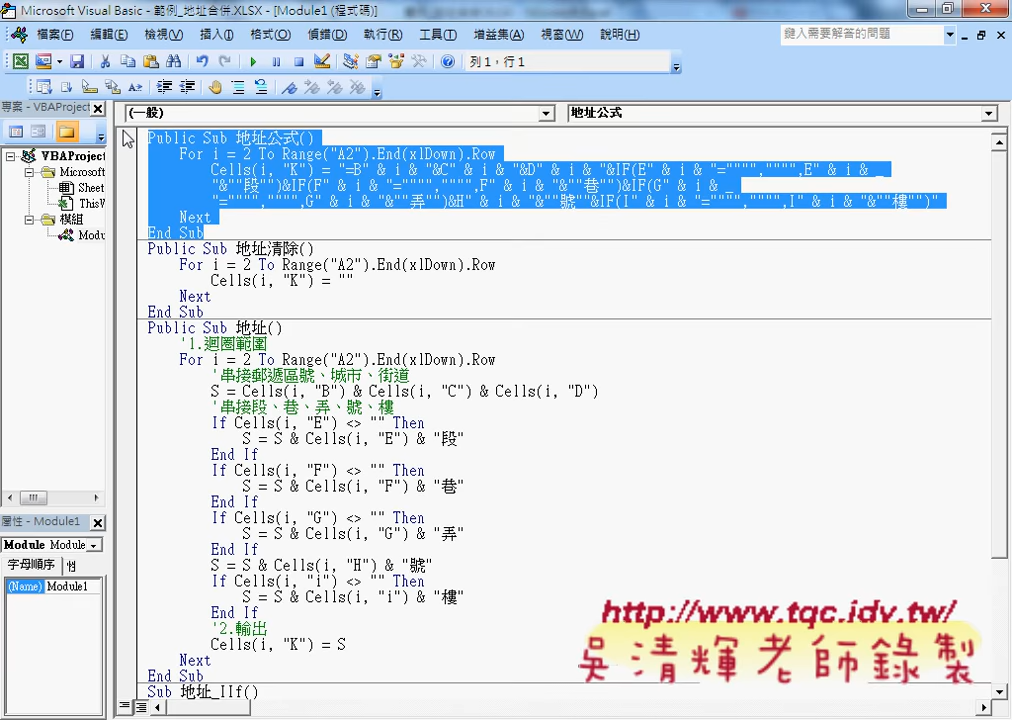 Microsoft Visual Basic - 範例_地址合併.XLSX - [Module1 (程式碼)]
檔案(F) 編輯(E) 檢視(V) 插入(I) 格式(O) 偵錯(D) 執行(R) 工具(T) 增益集(A) 視窗(W) 說明(H) 鍵入需要解答的問題
列 1，行 1
專案 - VBAProject
(一般) 地址公式
VBAProject
Microsoft
Sheet
ThisW
模組
Modu
Public Sub 地址公式()
For i = 2 To Range("A2").End(xlDown).Row
Cells(i, "K") = "=B" & i & "&C" & i & "&D" & i & "&IF(E" & i & "="""","""",E" & i & _
"&""段"")&IF(F" & i & "="""","""",F" & i & "&""巷"")&IF(G" & i & _
"="""","""",G" & i & "&""弄"")&H" & i & "&""號""&IF(I" & i & "="""","""",I" & i & "&""樓"")"
Next
End Sub
Public Sub 地址清除()
For i = 2 To Range("A2").End(xlDown).Row
Cells(i, "K") = ""
Next
End Sub
Public Sub 地址()
'1.迴圈範圍
For i = 2 To Range("A2").End(xlDown).Row
'串接郵遞區號、城市、街道
S = Cells(i, "B") & Cells(i, "C") & Cells(i, "D")
'串接段、巷、弄、號、樓
If Cells(i, "E") <> "" Then
S = S & Cells(i, "E") & "段"
End If
If Cells(i, "F") <> "" Then
S = S & Cells(i, "F") & "巷"
End If
If Cells(i, "G") <> "" Then
S = S & Cells(i, "G") & "弄"
End If
S = S & Cells(i, "H") & "號"
If Cells(i, "i") <> "" Then
S = S & Cells(i, "i") & "樓"
End If
'2.輸出
Cells(i, "K") = S
Next
End Sub
Sub 地址_IIf()
屬性 - Module1
Module Module
字母順序
(Name) Module1
http://www.tqc.idv.tw/
吳清輝老師錄製